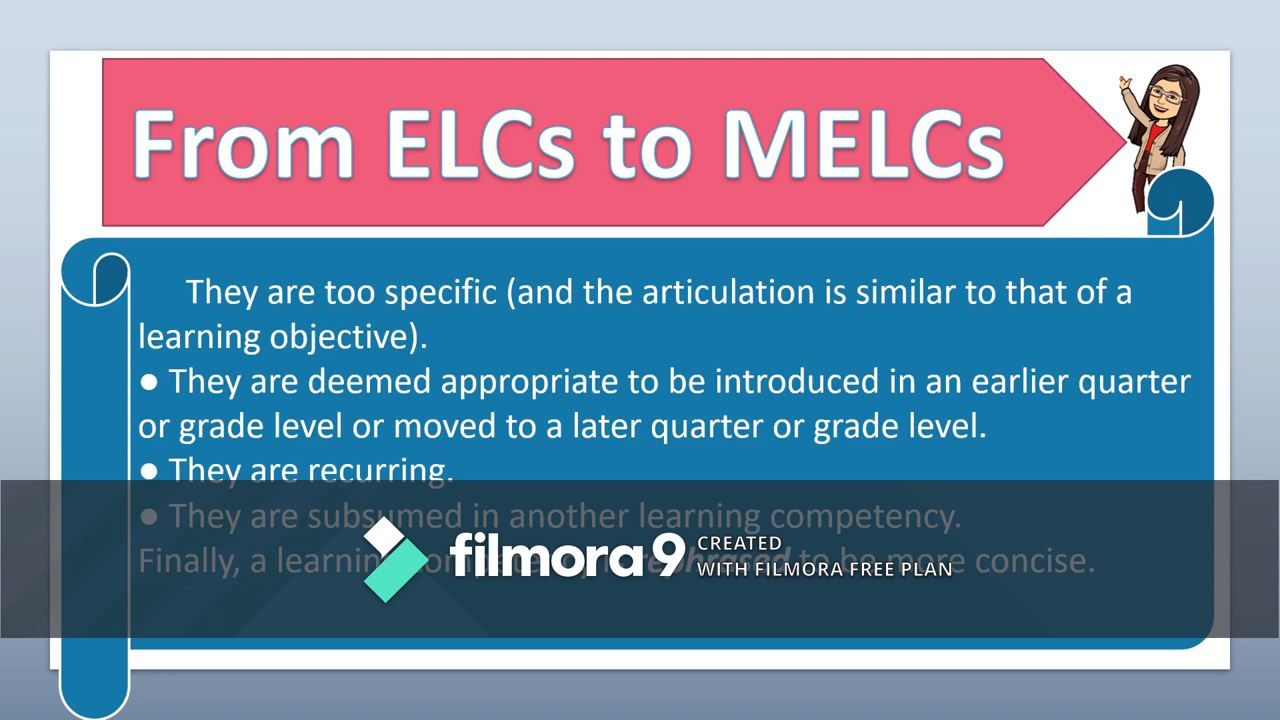 From ELCs to MELCs
They are too specific (and the articulation is similar to that of a
learning objective).
● They are deemed appropriate to be introduced in an earlier quarter
or grade level or moved to a later quarter or grade level.
● They are recurring.
● They are subsumed in another learning competency.
Finally, a learning to be more concise.
filmora9 CREATED
WITH FILMORA FREE PLAN